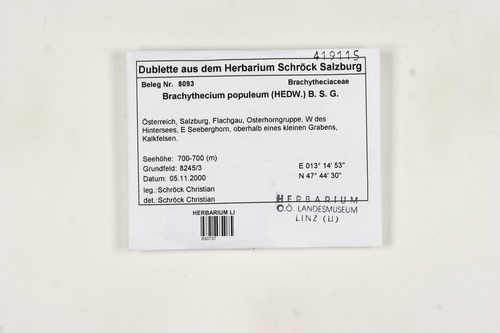 419115
Dublette aus dem Herbarium Schröck Salzburg
Beleg Nr. 8093 Brachytheciaceae
Brachythecium populeum (HEDW.) B. S. G.
Österreich, Salzburg, Flachgau, Osterhorngruppe, W des
Hintersees, E Seeberghorn, oberhalb eines kleinen Grabens,
Kalkfelsen.
Seehöhe: 700-700 (m) E 013° 14' 53"
Grundfeld: 8245/3 N 47° 44' 30"
Datum: 05.11.2000
leg.:Schröck Christian
det.:Schröck Christian
HERBARIUM
O.Ö. LANDESMUSEUM
LINZ (LI)
HERBARIUM LI
830737